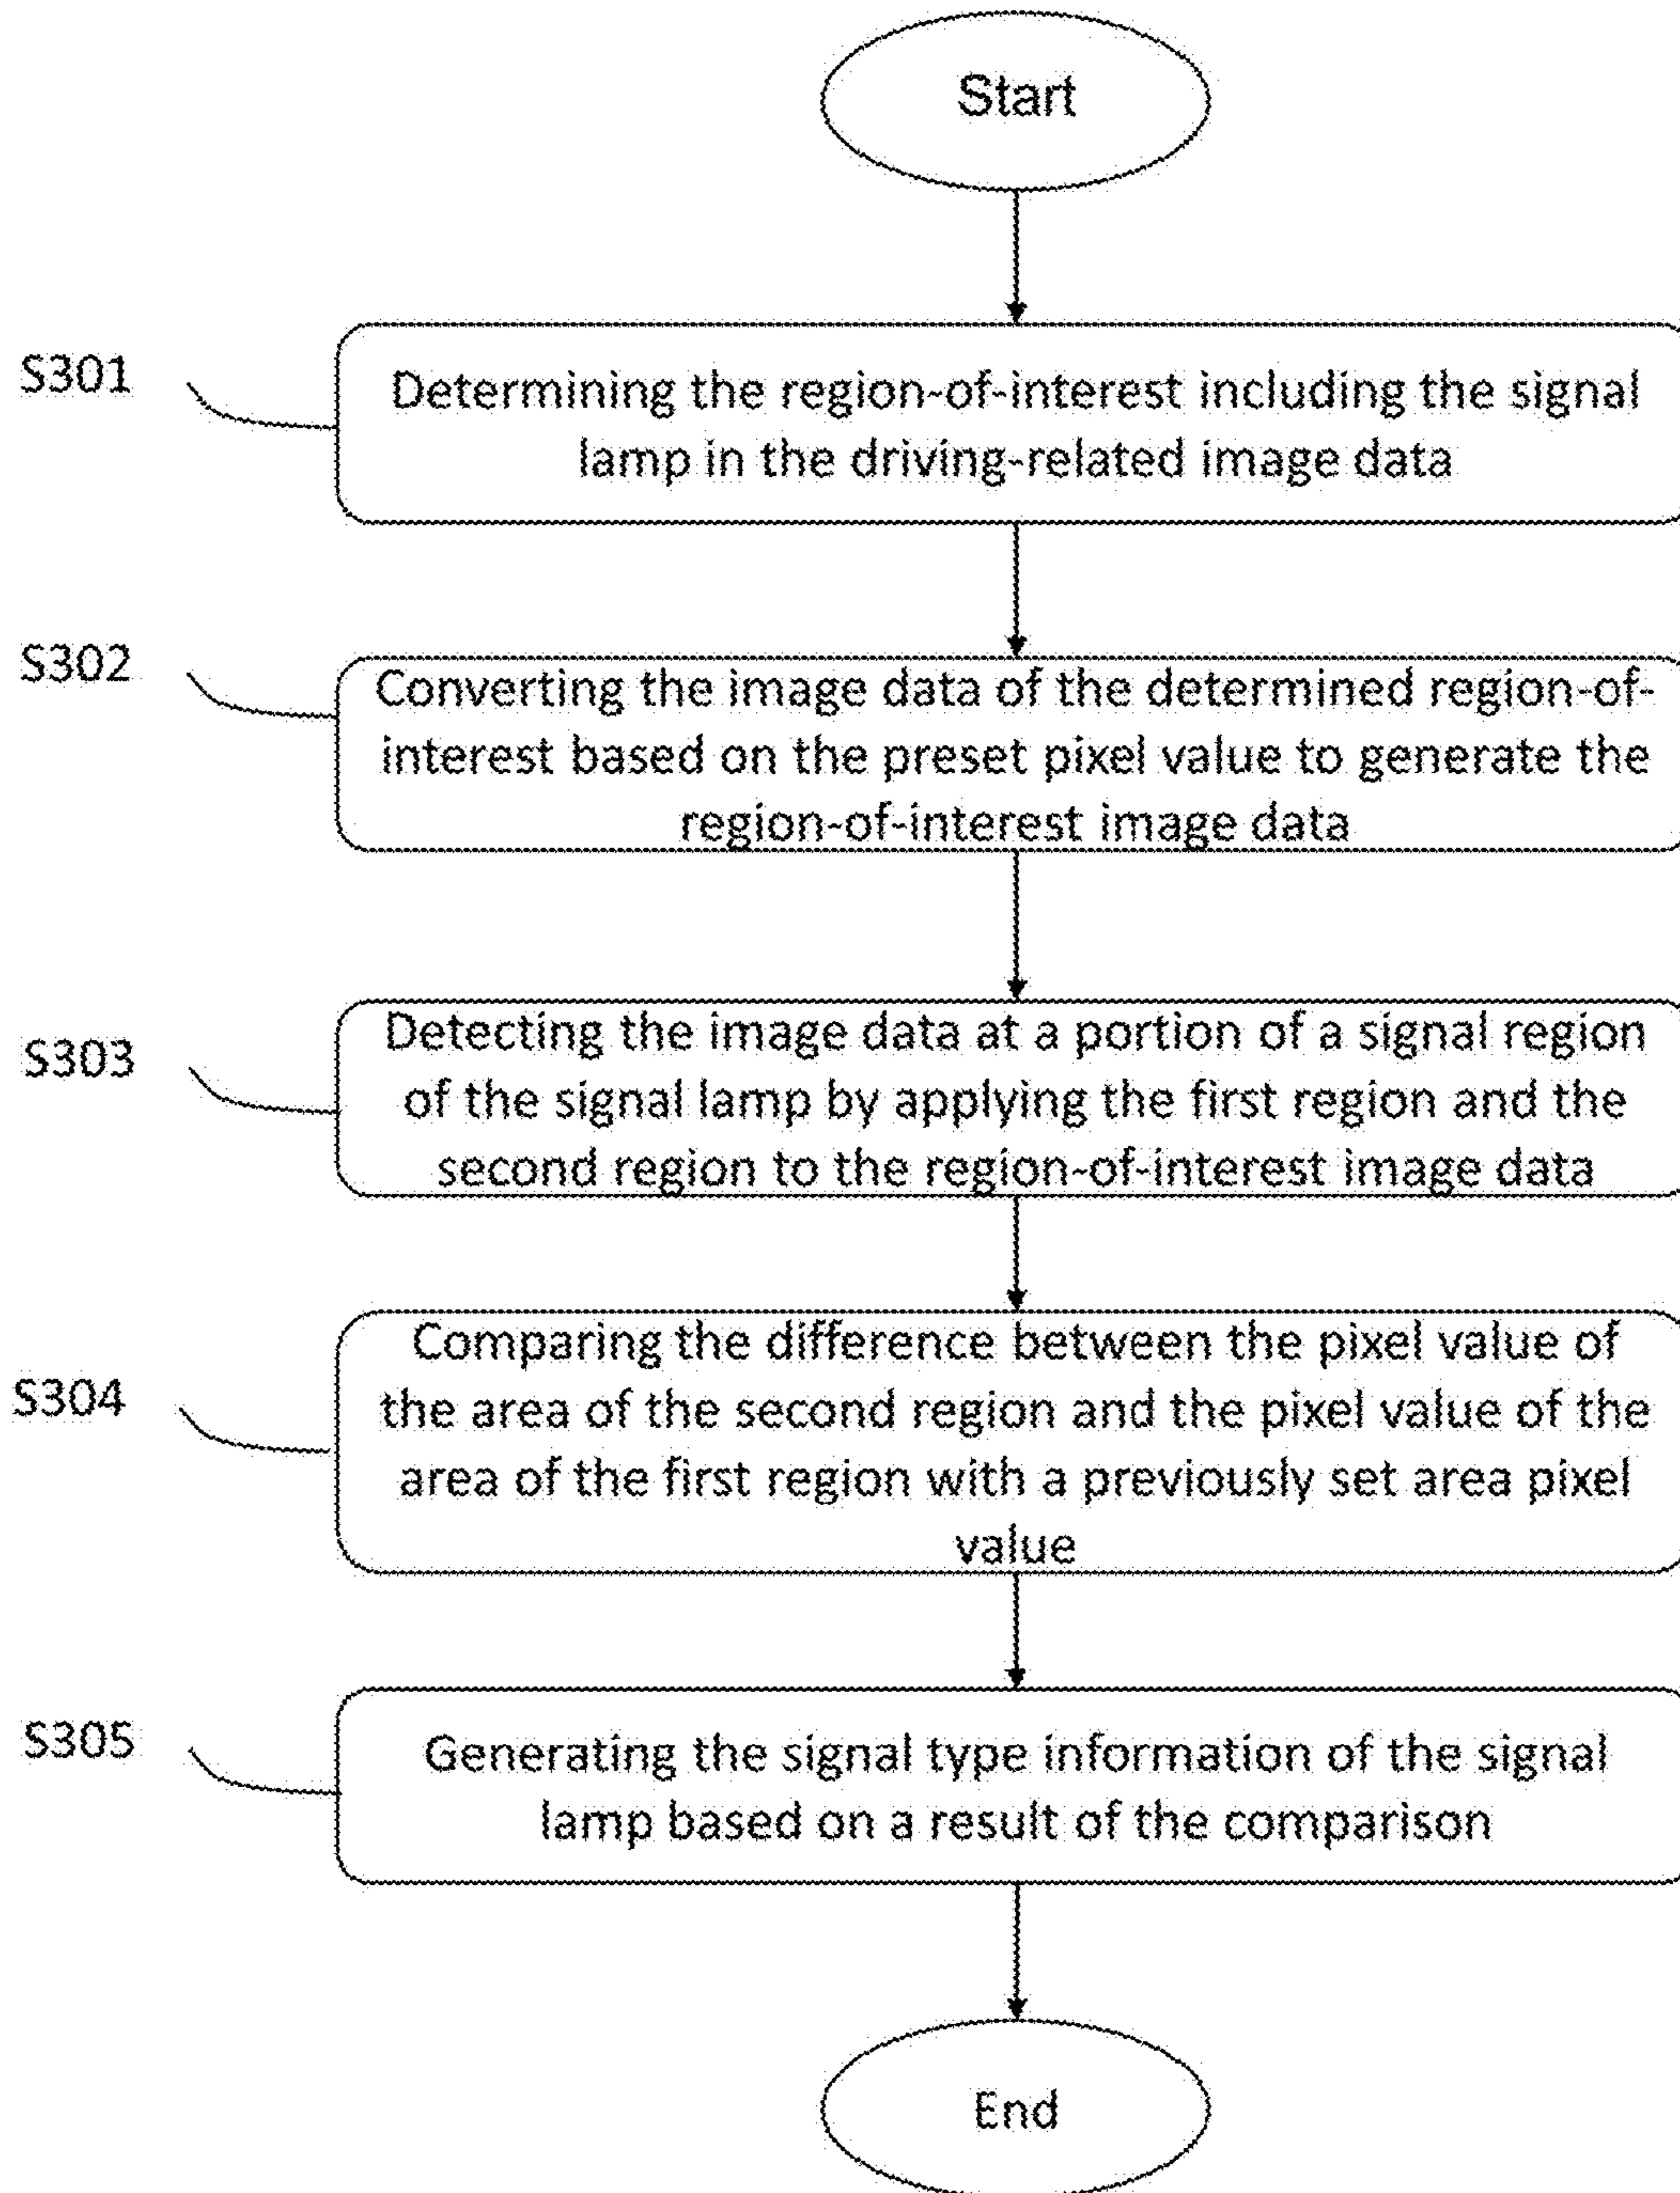 Start
S301
Determining the region-of-interest including the signal
lamp in the driving-related image data
S302
Converting the image data of the determined region-of-
interest based on the preset pixel value to generate the
region-of-interest image data
S303
Detecting the image data at a portion of a signal region
of the signal lamp by applying the first region and the
second region to the region-of-interest image data
S304
Comparing the difference between the pixel value of
the area of the second region and the pixel value of the
area of the first region with a previously set area pixel
value
S305
Generating the signal type information of the signal
lamp based on a result of the comparison
End